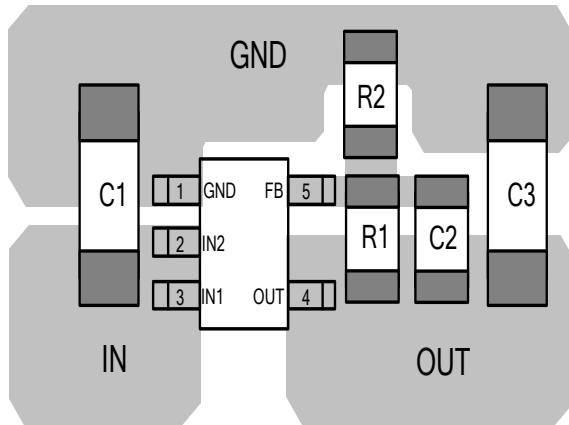 GND
R2
C1
1 GND FB 5
C3
R1 C2
2 IN2
3 IN1 OUT 4
IN OUT